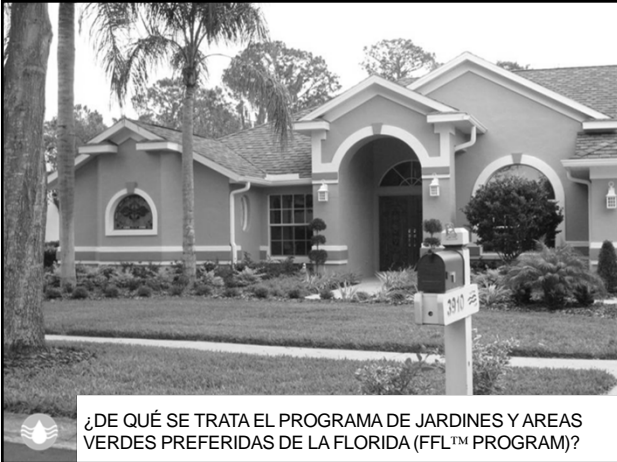 3910
¿DE QUÉ SE TRATA EL PROGRAMA DE JARDINES Y AREAS
VERDES PREFERIDAS DE LA FLORIDA (FFL™ PROGRAM)?